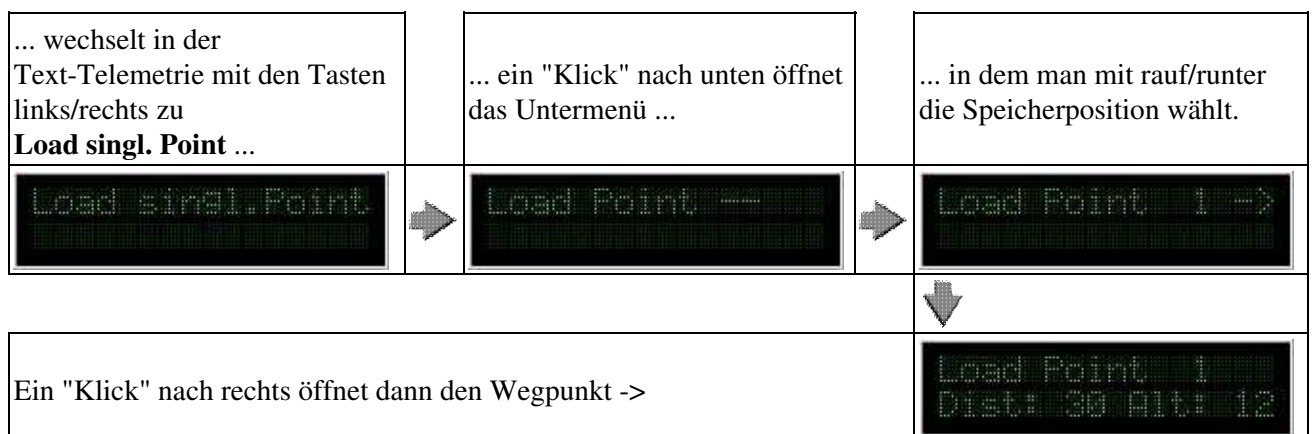 ... wechselt in der
Text-Telemetrie mit den Tasten
links/rechts zu
Load singl. Point ...
... ein "Klick" nach unten öffnet
das Untermenü ...
... in dem man mit rauf/runter
die Speicherposition wählt.
Load singl.Point
Load Point --
Load Point 1 ->
Ein "Klick" nach rechts öffnet dann den Wegpunkt ->
Load Point 1
Dist: 30 Alt: 12